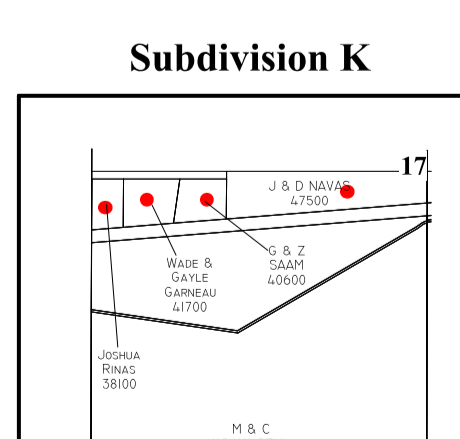 Subdivision K
17
J & D NAVAS
47500
G & Z
SAAM
40600
WADE &
GAYLE
GARNEAU
41700
JOSHUA
RINAS
38100
M & C